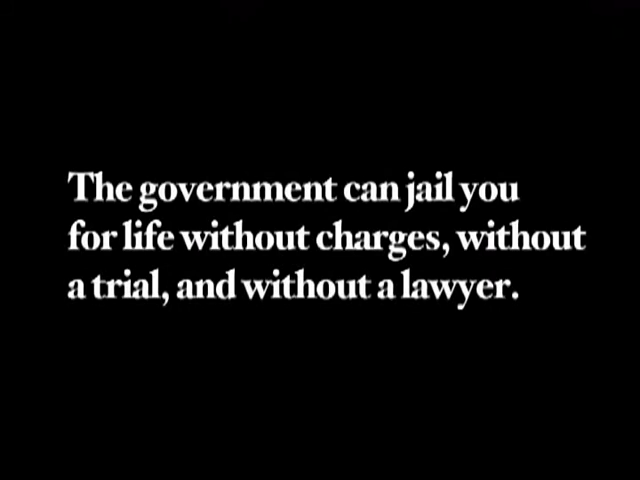 The government can jail you
for life without charges, without
a trial, and without a lawyer.